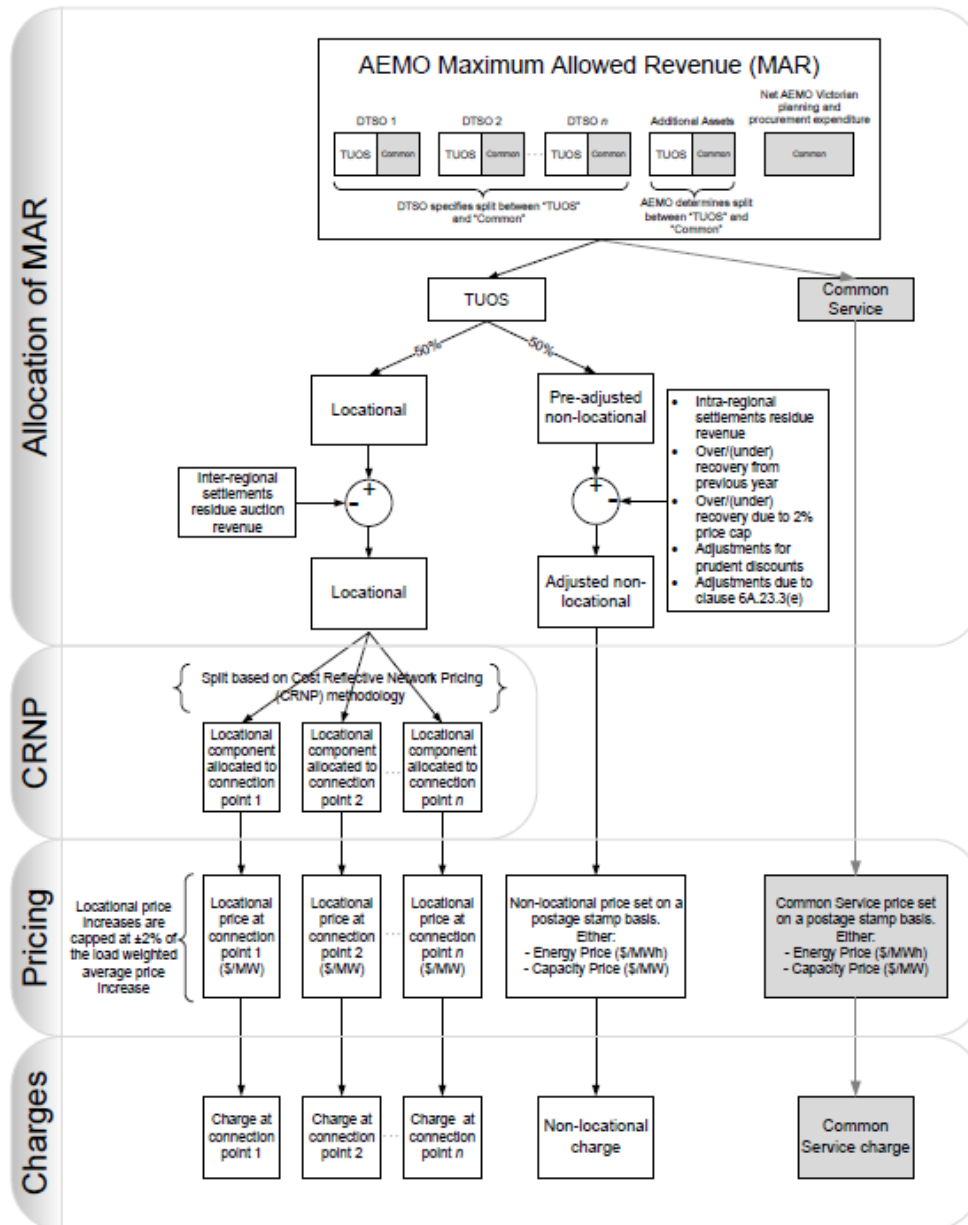 Allocation of MAR
AEMO Maximum Allowed Revenue (MAR)
Net AEMO Victorian
planning and
procurement expenditure
DTSO 1
DTSO 2
DTSO n
Additional Assets
TUOS
Common
TUOS
Common
TUOS
Common
TUOS
Common
Common
DTSO specifies split between "TUOS"
and "Common"
AEMO determines split
between "TUOS" and
"Common"
TUOS
Common
Service
50%
50%
Locational
Pre-adjusted
non-locational
• Intra-regional
settlements residue
revenue
• Over/(under)
recovery from
previous year
• Over/(under)
recovery due to 2%
price cap
• Adjustments for
prudent discounts
• Adjustments due to
clause 6A.23.3(e)
Inter-regional
settlements
residue auction
revenue
+
-
+
-
Locational
Adjusted non-
locational
CRNP
Split based on Cost Reflective Network Pricing
(CRNP) methodology
Locational
component
allocated to
connection
point 1
Locational
component
allocated to
connection
point 2
Locational
component
allocated to
connection
point n
Pricing
Locational price
increases are
capped at ±2% of
the load weighted
average price
increase
Locational
price at
connection
point 1
($/MW)
Locational
price at
connection
point 2
($/MW)
Locational
price at
connection
point n
($/MW)
Non-locational price set on a
postage stamp basis.
Either:
- Energy Price ($/MWh)
- Capacity Price ($/MW)
Common Service price set
on a postage stamp basis.
Either:
- Energy Price ($/MWh)
- Capacity Price ($/MW)
Charges
Charge at
connection
point 1
Charge at
connection
point 2
Charge at
connection
point n
Non-locational
charge
Common
Service charge